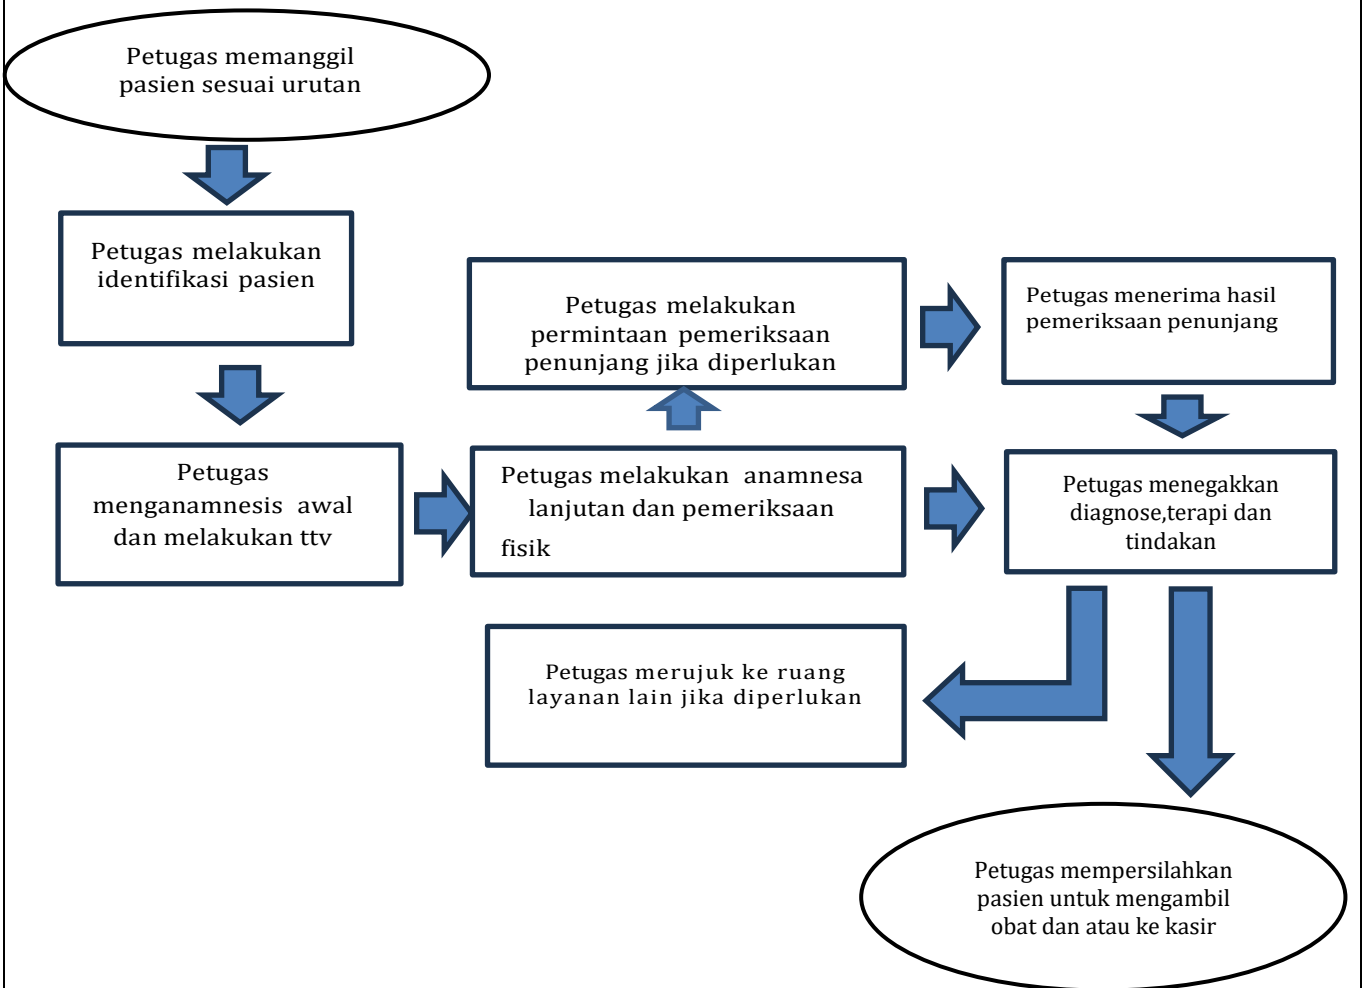 Petugas memanggil
pasien sesuai urutan
Petugas melakukan
identifikasi pasien
Petugas
menganamnesis awal
dan melakukan ttv
Petugas melakukan anamnesa
lanjutan dan pemeriksaan
fisik
Petugas melakukan
permintaan pemeriksaan
penunjang jika diperlukan
Petugas menerima hasil
pemeriksaan penunjang
Petugas menegakkan
diagnose,terapi dan
tindakan
Petugas merujuk ke ruang
layanan lain jika diperlukan
Petugas mempersilahkan
pasien untuk mengambil
obat dan atau ke kasir